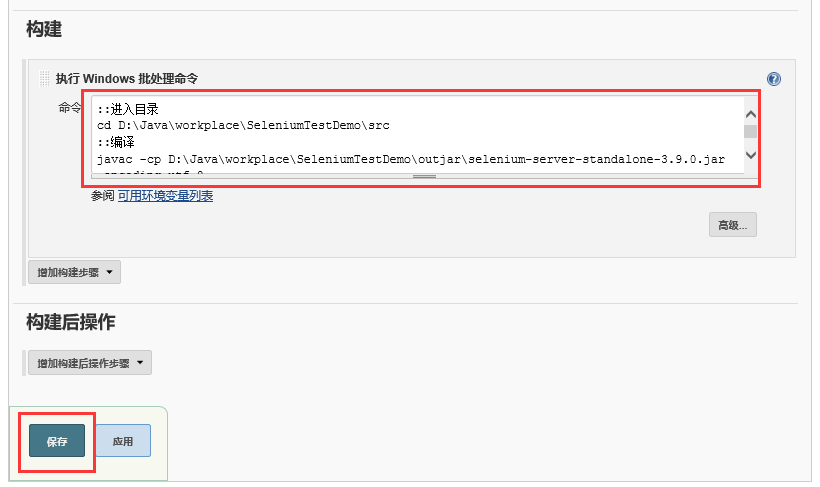 构建
执行 Windows 批处理命令
命令
::进入目录
cd D:\Java\workplace\SeleniumTestDemo\src
::编译
javac -cp D:\Java\workplace\SeleniumTestDemo\outjar\selenium-server-standalone-3.9.0.jar
参阅 可用环境变量列表
高级...
增加构建步骤
构建后操作
增加构建后操作步骤
保存
应用